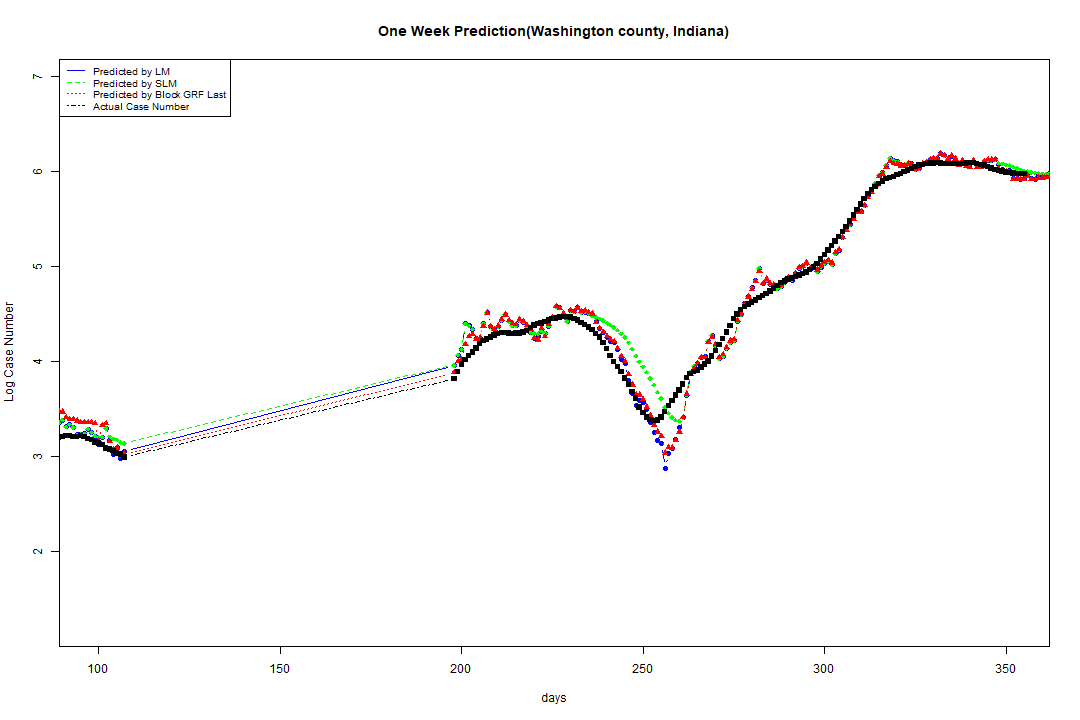 One Week Prediction(Washington county, Indiana)
Predicted by LM
Predicted by SLM
Predicted by Block GRF Last
Actual Case Number
7
6
5
4
3
2
Log Case Number
100 150 200 250 300 350
days